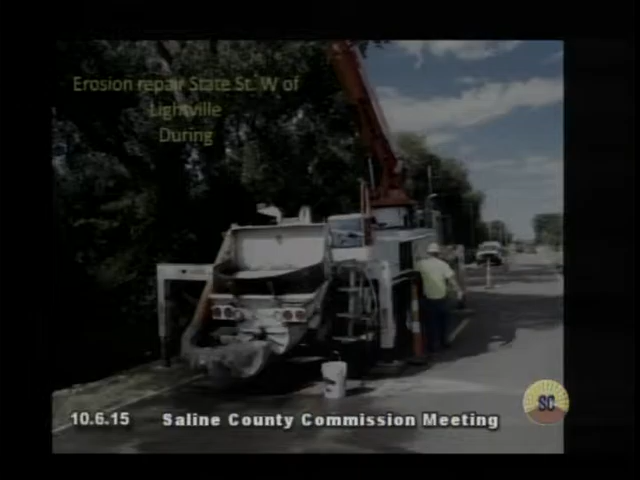 Erosion repair State St. W of
Lightville
During
10.6.15 Saline County Commission Meeting
SC